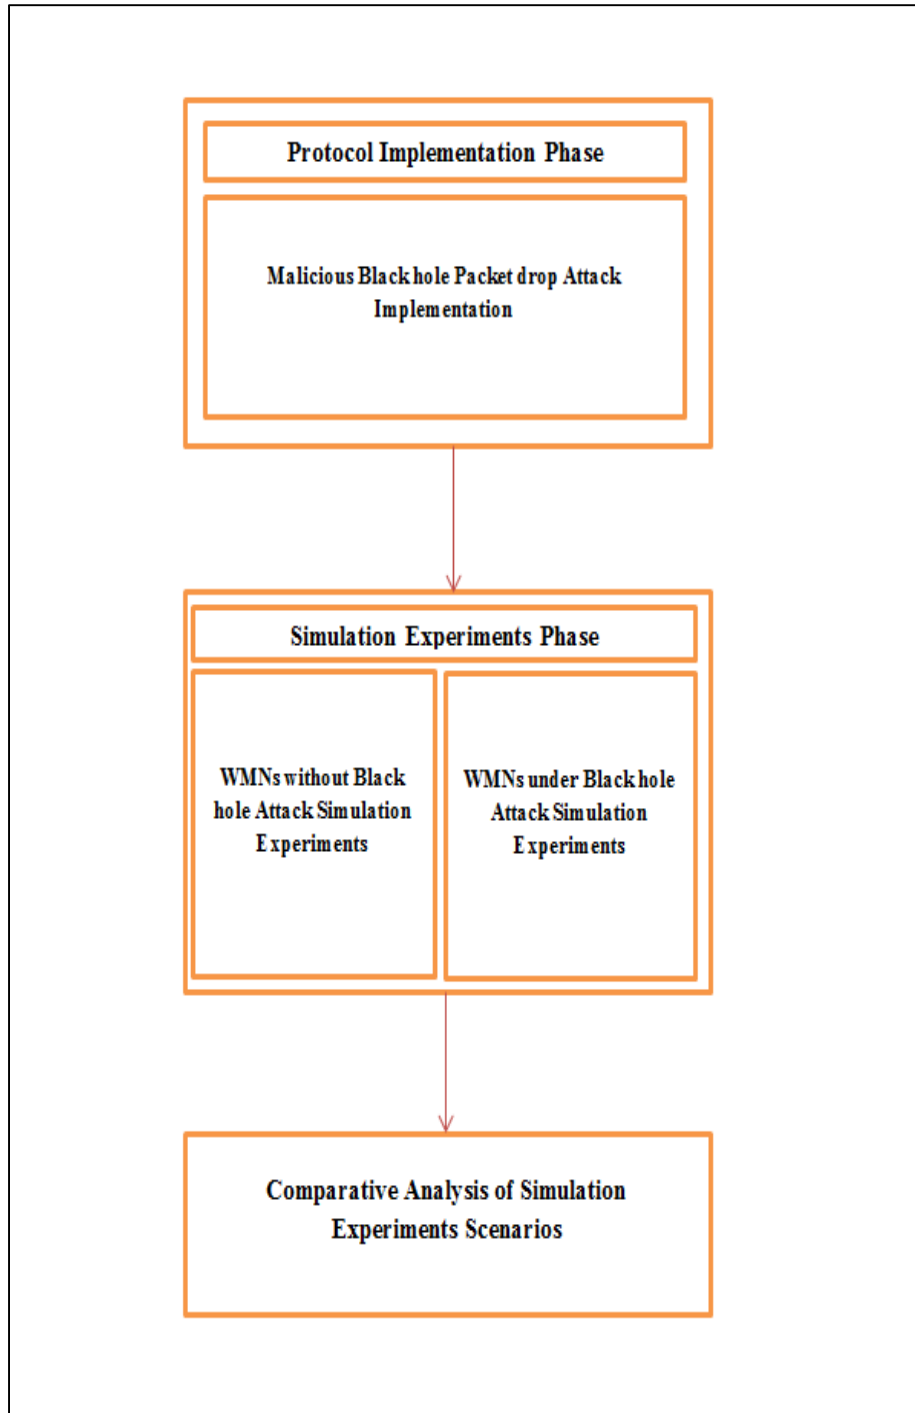 Protocol Implementation Phase
Malicious Black hole Packet drop Attack
Implementation
Simulation Experiments Phase
WMNs without Black
hole Attack Simulation
Experiments
WMNs under Black hole
Attack Simulation
Experiments
Comparative Analysis of Simulation
Experiments Scenarios